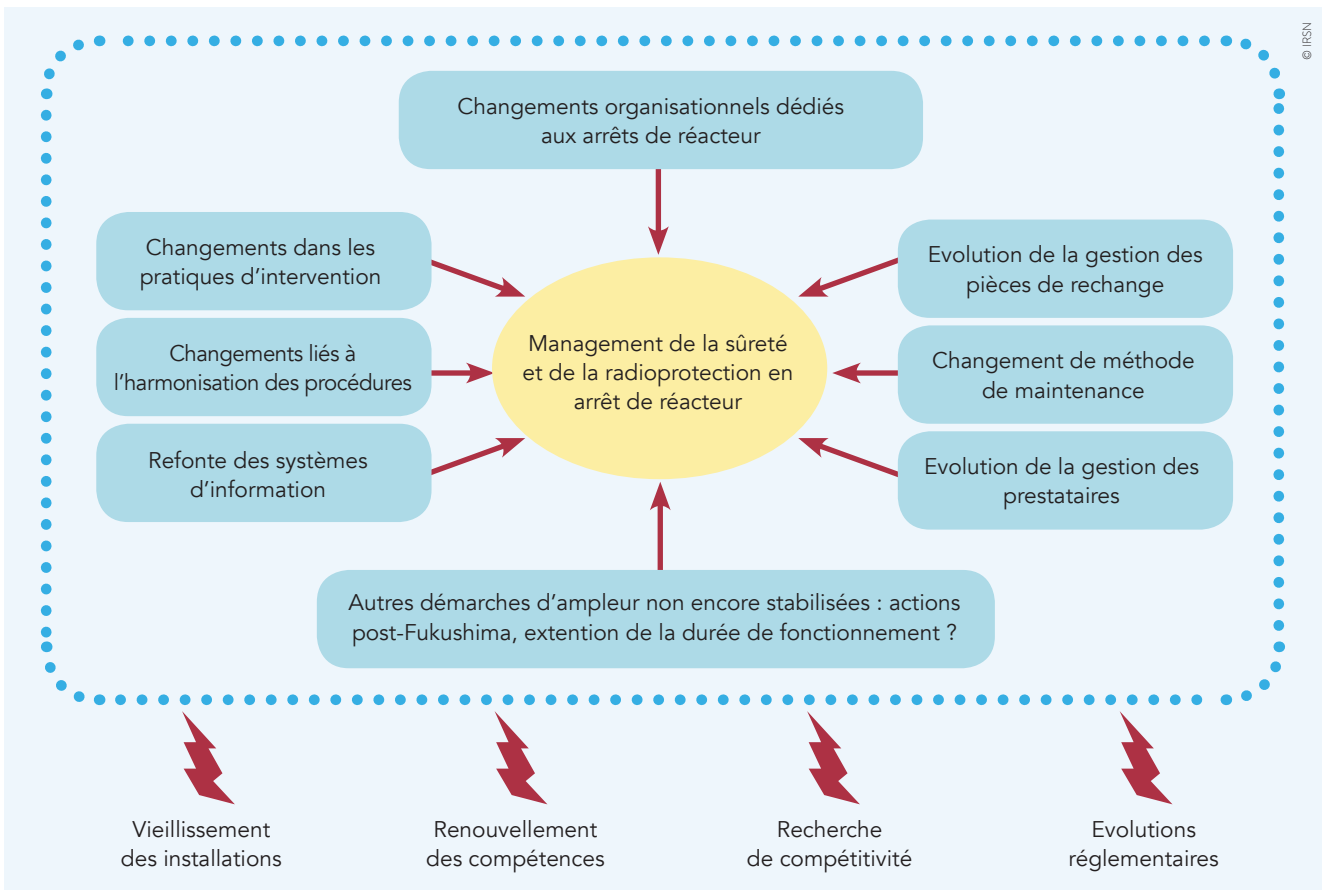 © IRSN
Changements organisationnels dédiés
aux arrêts de réacteur
Changements dans les
pratiques d'intervention
Evolution de la gestion des
pièces de rechange
Management de la sûreté
et de la radioprotection en
arrêt de réacteur
Changements liés à
l'harmonisation des procédures
Changement de méthode
de maintenance
Refonte des systèmes
d'information
Evolution de la gestion des
prestataires
Autres démarches d'ampleur non encore stabilisées : actions
post-Fukushima, extention de la durée de fonctionnement ?
Vieillissement
des installations
Renouvellement
des compétences
Recherche
de compétitivité
Evolutions
réglementaires